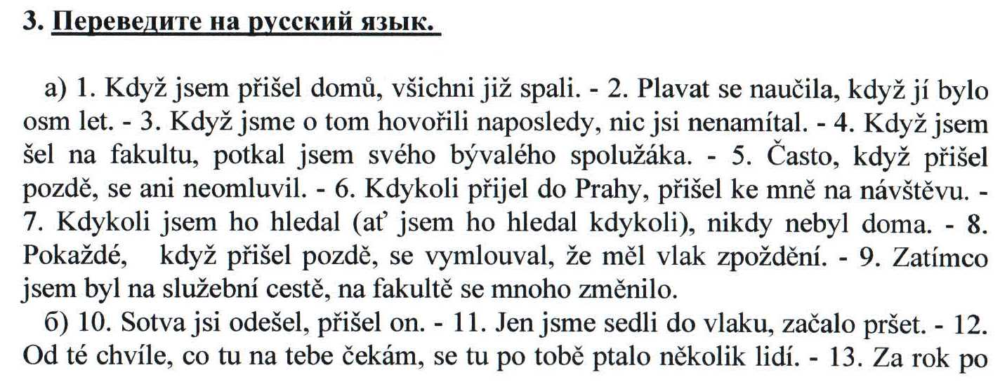 3. Переведите на русский язык.
а) 1. Když jsem přišel domů, všichni již spali. - 2. Plavat se naučila, když jí bylo
osm let. - 3. Když jsme o tom hovořili naposledy, nic jsi nenamítal. - 4. Když jsem
šel na fakultu, potkal jsem svého bývalého spolužáka. - 5. Často, když přišel
pozdě, se ani neomluvil. - 6. Kdykoli přijel do Prahy, přišel ke mně na návštěvu. -
7. Kdykoli jsem ho hledal (ať jsem ho hledal kdykoli), nikdy nebyl doma. - 8.
Pokaždé, když přišel pozdě, se vymlouval, že měl vlak zpoždění. - 9. Zatímco
jsem byl na služební cestě, na fakultě se mnoho změnilo.
б) 10. Sotva jsi odešel, přišel on. - 11. Jen jsme sedli do vlaku, začalo pršet. - 12.
Od té chvíle, co tu na tebe čekám, se tu po tobě ptalo několik lidí. - 13. Za rok po